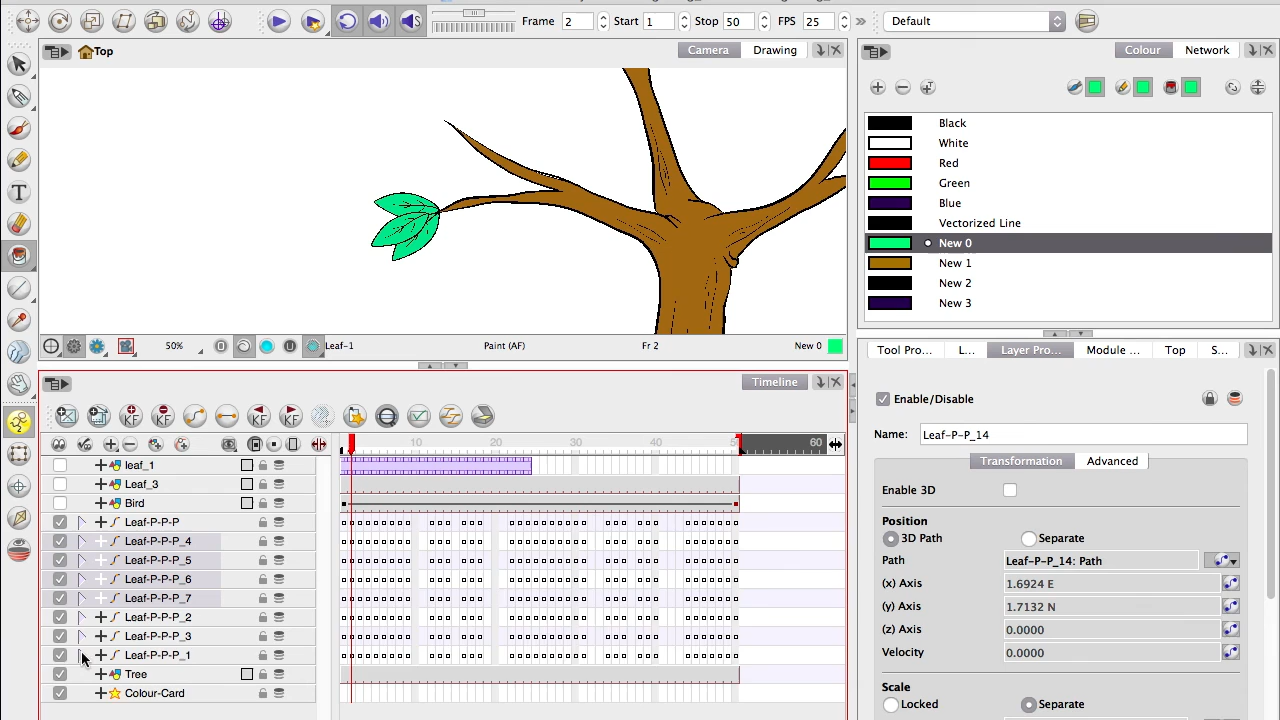 Frame 2 Start 1 Stop 50 FPS 25 » Default
Top Camera Drawing
Colour Network
Black
White
Red
Green
Blue
Vectorized Line
New 0
New 1
New 2
New 3
50% Leaf-1 Paint (AF) Fr 2 New 0
Tool Pro... L... Layer Pro... Module ... Top S...
Timeline
Enable/Disable
Name: Leaf-P-P_14
Transformation Advanced
Enable 3D
Position
3D Path Separate
Path Leaf-P-P_14: Path
(x) Axis 1.6924 E
(y) Axis 1.7132 N
(z) Axis 0.0000
Velocity 0.0000
Scale
Locked Separate
T
KF KF KF KF
10 20 30 40 50 60
leaf_1
Leaf_3
Bird
Leaf-P-P-P
Leaf-P-P-P_4
Leaf-P-P-P_5
Leaf-P-P-P_6
Leaf-P-P-P_7
Leaf-P-P-P_2
Leaf-P-P-P_3
Leaf-P-P-P_1
Tree
Colour-Card